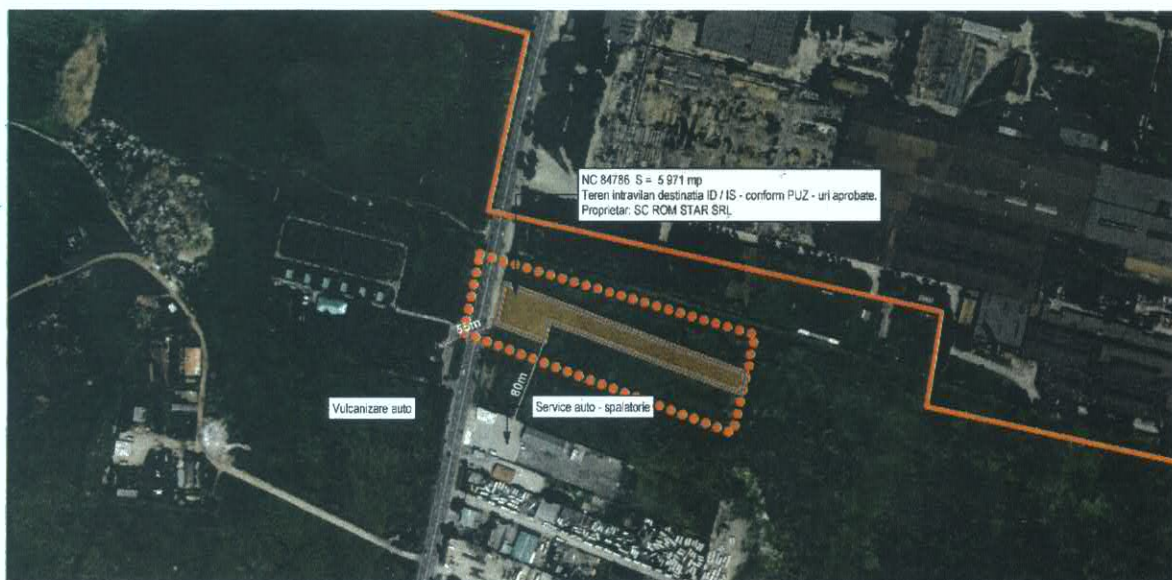 NC 84786 S = 5 971 mp
Teren intravilan destinatia ID / IS - conform PUZ - uri aprobate.
Proprietar: SC ROM STAR SRL
55m
80m
Vulcanizare auto
Service auto - spalatorie